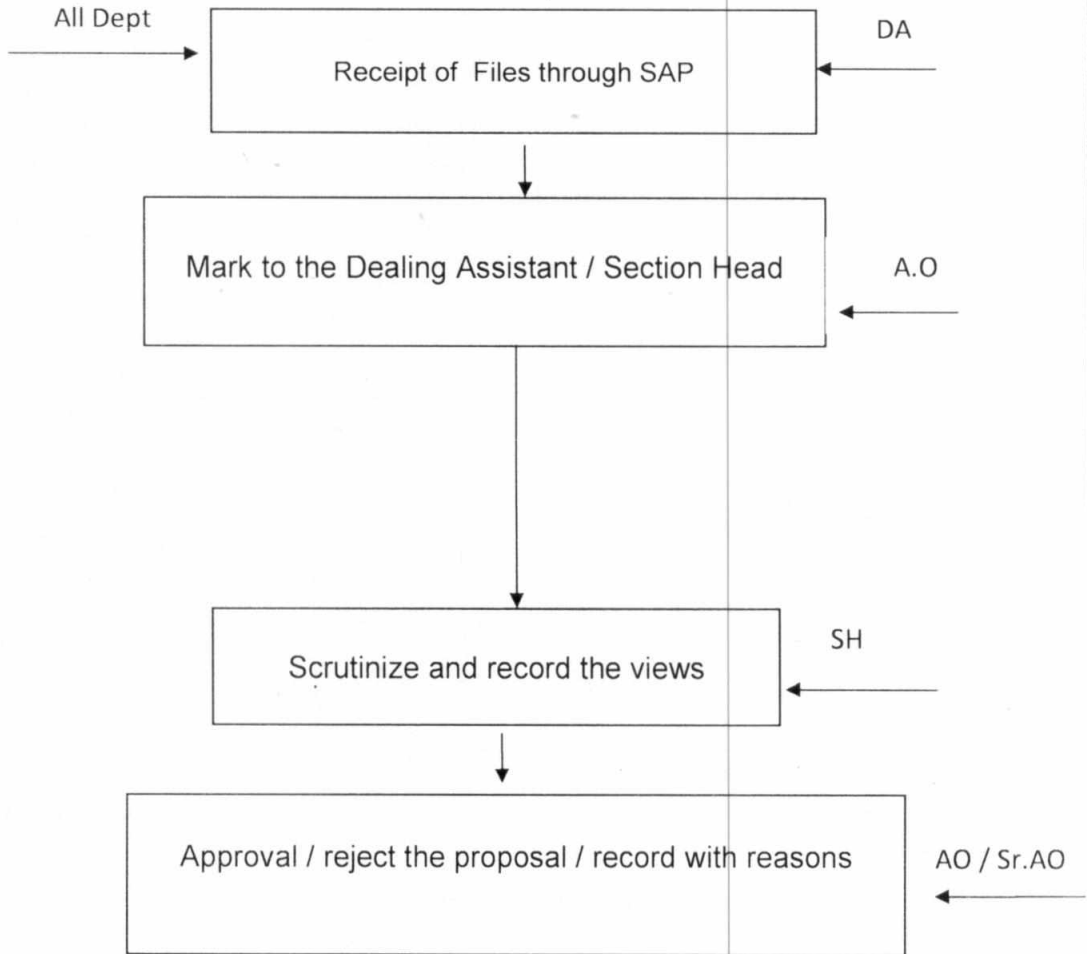 All Dept
DA
Receipt of Files through SAP
Mark to the Dealing Assistant / Section Head
A.O
SH
Scrutinize and record the views
Approval / reject the proposal / record with reasons
AO / Sr.AO